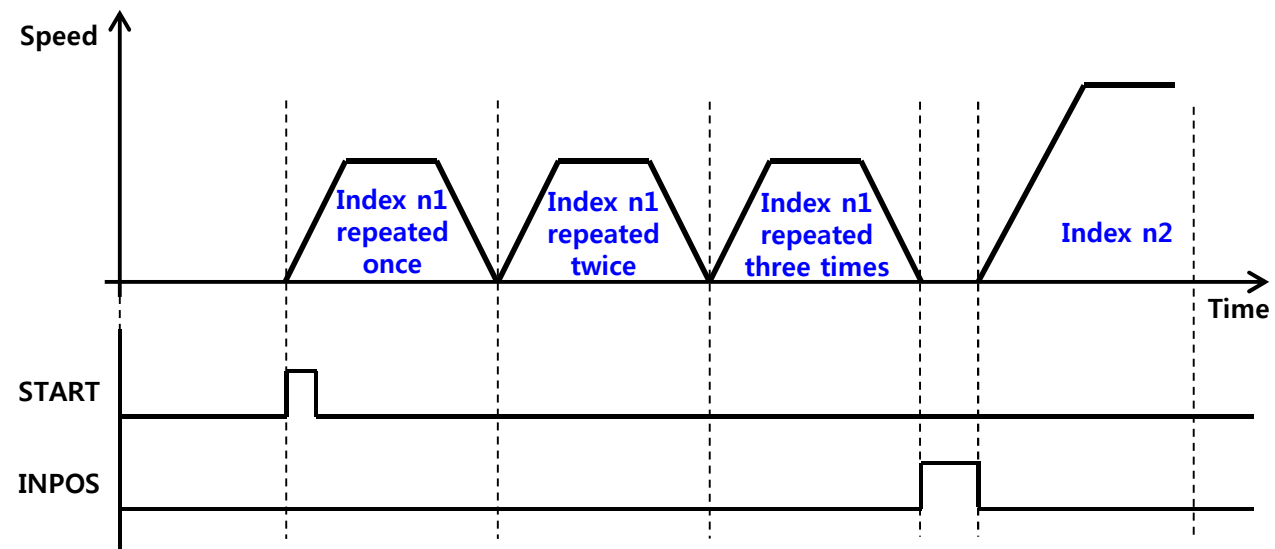 Speed
Index n1
repeated
once
Index n1
repeated
twice
Index n1
repeated
three times
Index n2
Time
START
INPOS